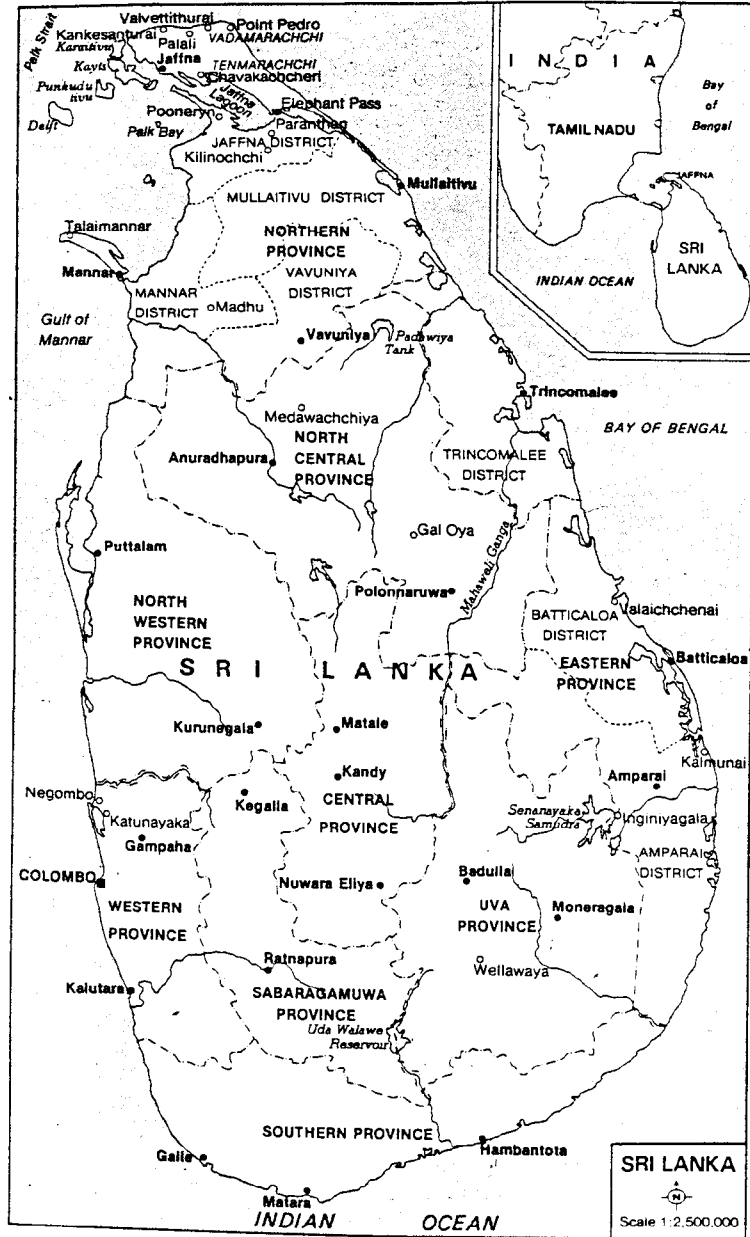 Valvettithurai
Point Pedro
Kankesanturai
VADAMARACHCHI
Palk Strait
Karaitivu
Palali
Jaffna
TENMARACHCHI
Kayts
Chavakachcheri
Punkudu
tivu
Jaffna
Lagoon
Elephant Pass
Delft
Pooneryn
Paranthan
Palk Bay
JAFFNA
DISTRICT
Kilinochchi
Mullaitivu
MULLAITIVU DISTRICT
Talaimannar
NORTHERN
PROVINCE
Mannar
VAVUNIYA
DISTRICT
MANNAR
DISTRICT
Madhu
Gulf of
Mannar
Vavuniya
Padawiya
Tank
Trincomalee
Medawachchiya
BAY OF BENGAL
NORTH
CENTRAL
PROVINCE
Anuradhapura
TRINCOMALEE
DISTRICT
Gal Oya
Puttalam
Mahawali Ganga
Polonnaruwa
NORTH
WESTERN
PROVINCE
BATTICALOA
DISTRICT
Valaichchenai
SRI LANKA
EASTERN
PROVINCE
Batticaloa
Kurunegala
Matale
Kalmunai
Kandy
Amparai
Negombo
Kegalla
CENTRAL
PROVINCE
Senanayaka
Samudra
Inginiyagala
Katunayaka
Gampaha
AMPARAI
DISTRICT
COLOMBO
Nuwara Eliya
Badulla
WESTERN
PROVINCE
UVA
PROVINCE
Moneragala
Ratnapura
Wellawaya
Kalutara
SABARAGAMUWA
PROVINCE
Uda Walawe
Reservoir
SOUTHERN PROVINCE
Galle
Hambantota
Matara
INDIAN OCEAN
INDIA
Bay
of
Bengal
TAMIL NADU
JAFFNA
SRI
LANKA
INDIAN OCEAN
SRI LANKA
N
Scale 1:2,500.000